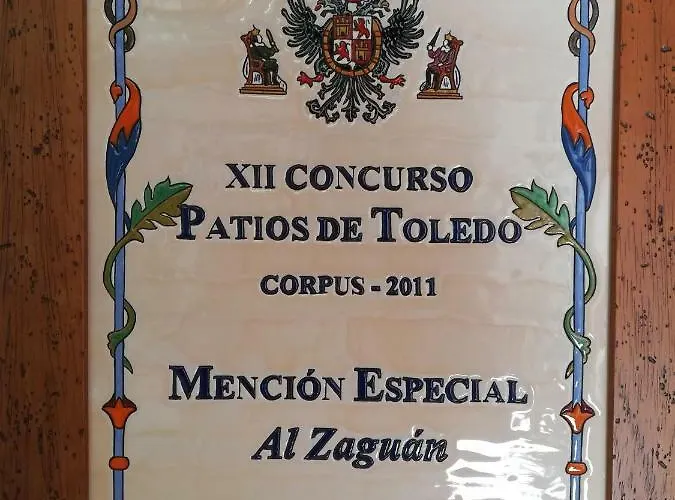 XII CONCURSO
PATIOS DE TOLEDO
CORPUS - 2011
MENCIÓN ESPECIAL
Al Zaguán